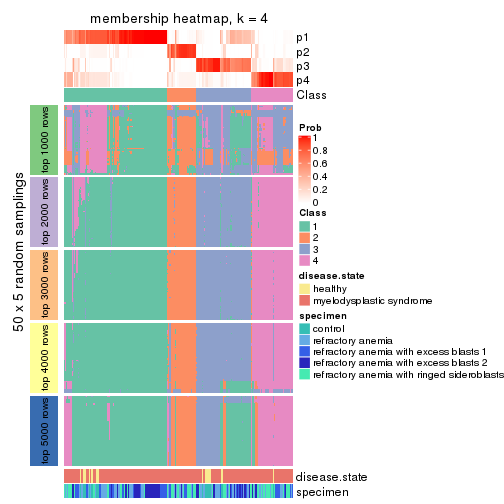 membership heatmap, k = 4
p1
p2
p3
p4
Class
50 x 5 random samplings
top 1000 rows
top 2000 rows
top 3000 rows
top 4000 rows
top 5000 rows
disease.state
specimen
Prob
1
0.8
0.6
0.4
0.2
0
Class
1
2
3
4
disease.state
healthy
myelodysplastic syndrome
specimen
control
refractory anemia
refractory anemia with excess blasts 1
refractory anemia with excess blasts 2
refractory anemia with ringed sideroblasts